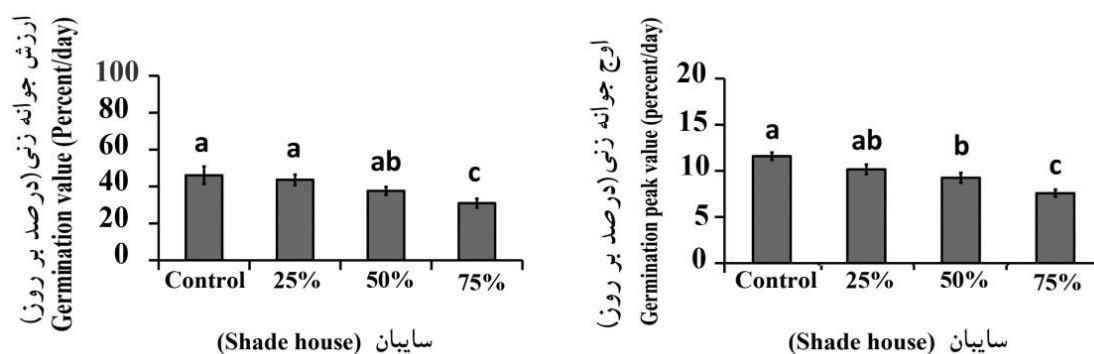 ارزش جوانه زنی (درصد بر روز)
Germination value (Percent/day)
100
80
60
40
20
0
a
a
ab
c
Control
25%
50%
75%
سایبان (Shade house)
اوج جوانه زنی (درصد بر روز)
Germination peak value (percent/day)
20
15
10
5
0
a
ab
b
c
Control
25%
50%
75%
سایبان (Shade house)